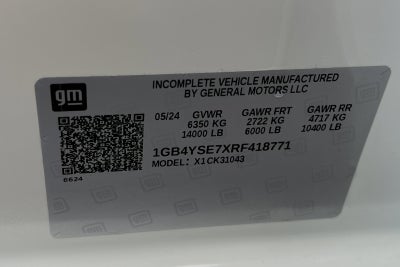 gm
INCOMPLETE VEHICLE MANUFACTURED
BY GENERAL MOTORS LLC
05/24 GVWR GAWR FRT GAWR RR
6350 KG 2722 KG 4717 KG
14000 LB 6000 LB 10400 LB
1GB4YSE7XRF418771
MODEL: X1CK31043
6624